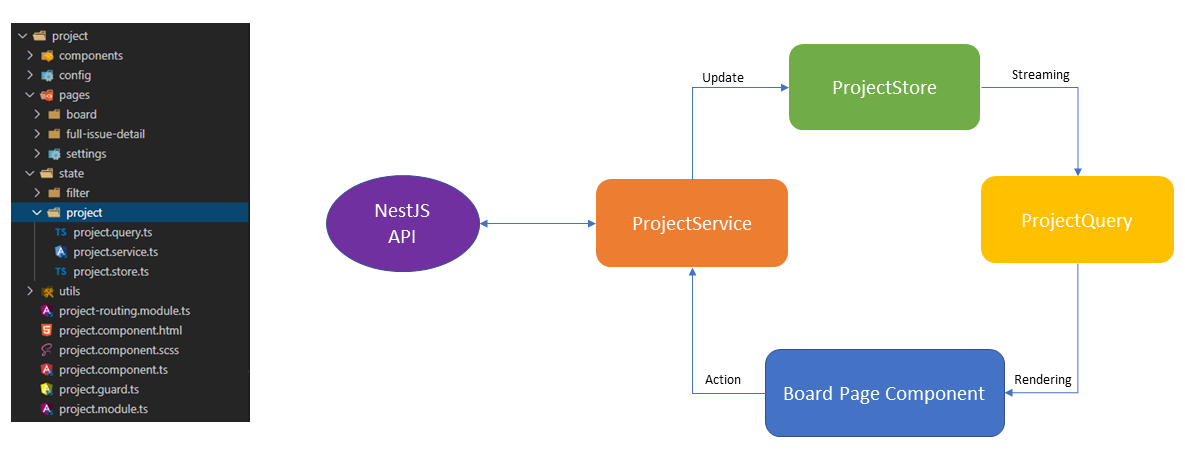 project
components
config
pages
board
full-issue-detail
settings
state
filter
project
TS project.query.ts
project.service.ts
TS project.store.ts
utils
project-routing.module.ts
project.component.html
project.component.scss
project.component.ts
project.guard.ts
project.module.ts
NestJS
API
ProjectService
Update
ProjectStore
Streaming
ProjectQuery
Rendering
Board Page Component
Action